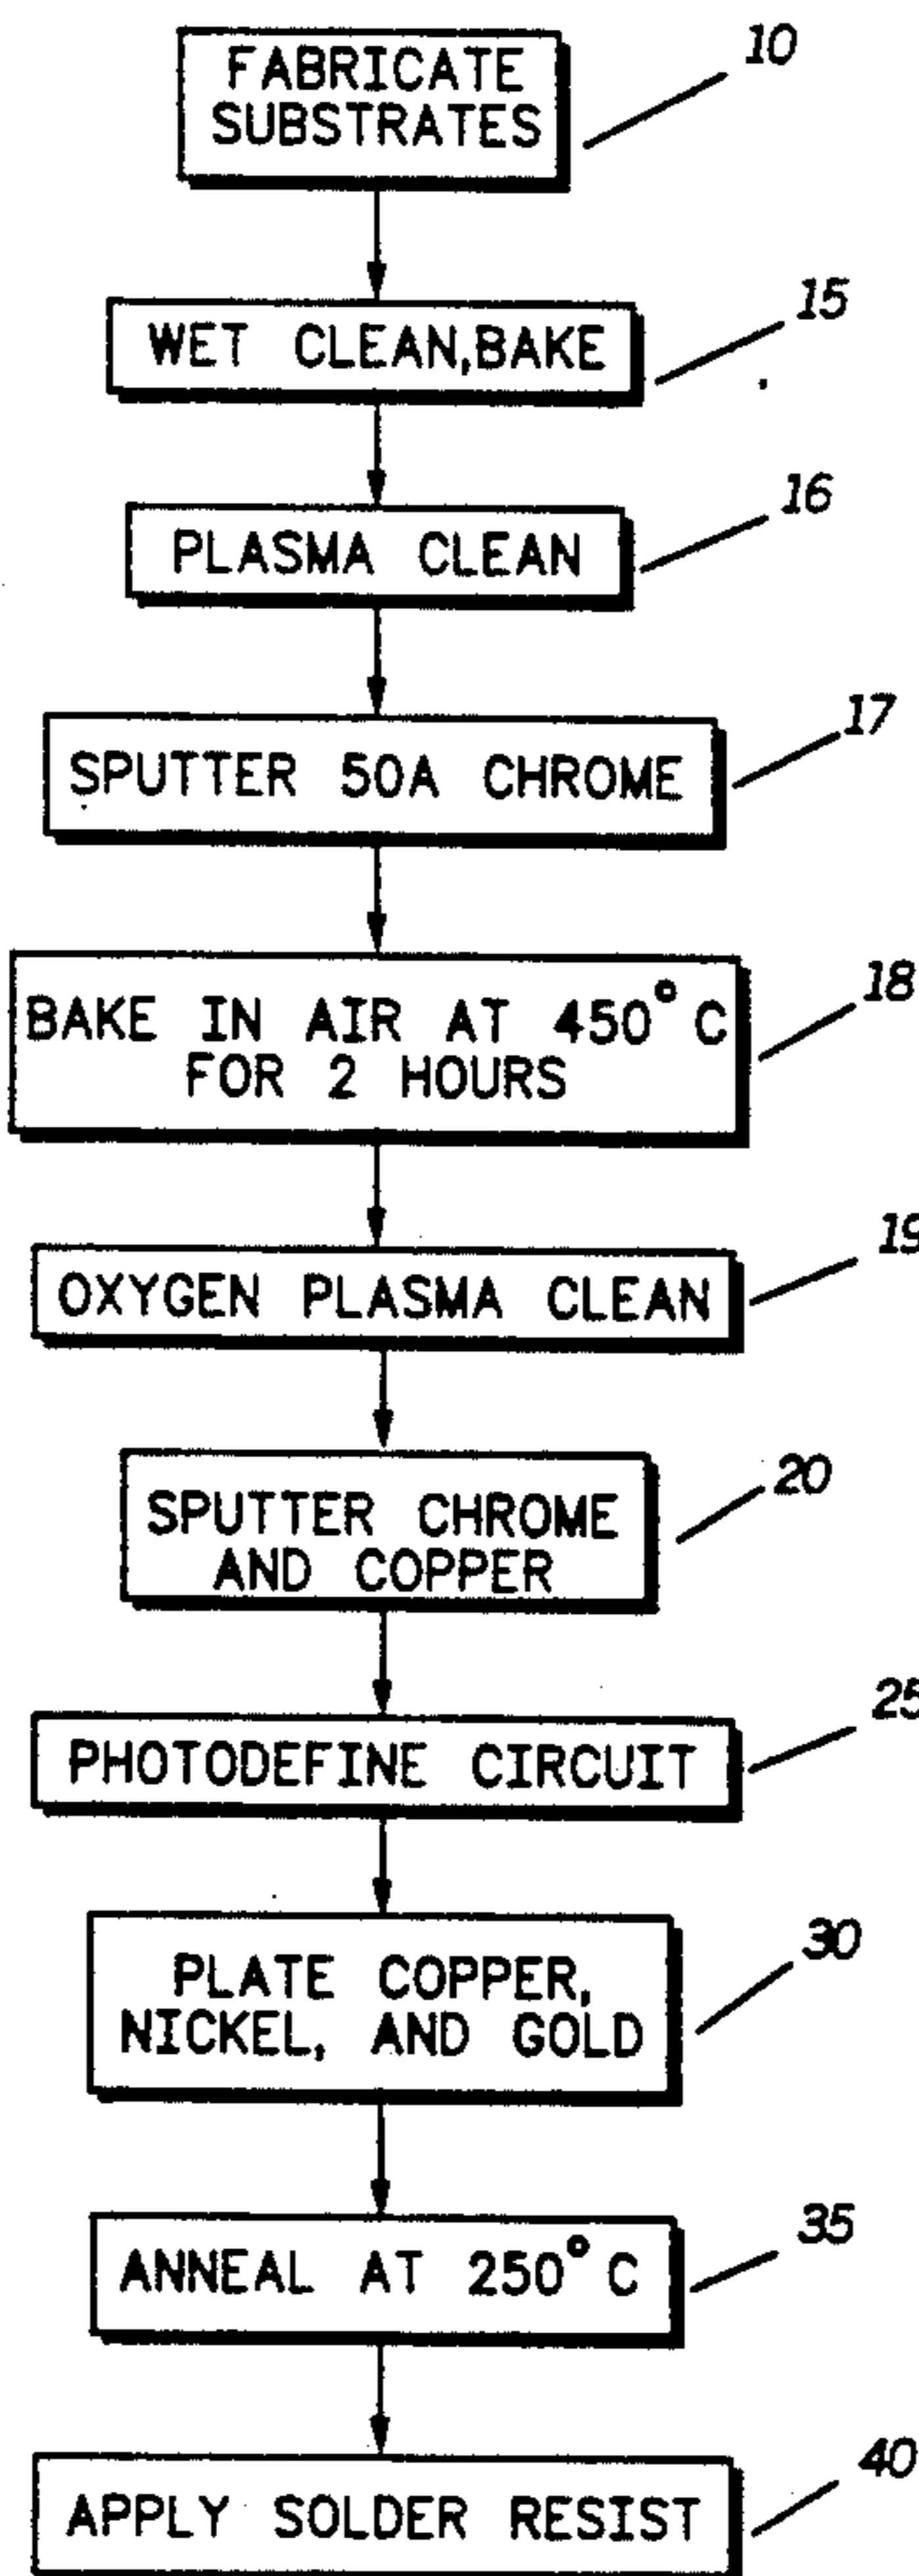 FABRICATE
SUBSTRATES
10
WET CLEAN,BAKE
15
PLASMA CLEAN
16
SPUTTER 50A CHROME
17
BAKE IN AIR AT 450° C
FOR 2 HOURS
18
OXYGEN PLASMA CLEAN
19
SPUTTER CHROME
AND COPPER
20
PHOTODEFINE CIRCUIT
25
PLATE COPPER,
NICKEL, AND GOLD
30
ANNEAL AT 250° C
35
APPLY SOLDER RESIST
40